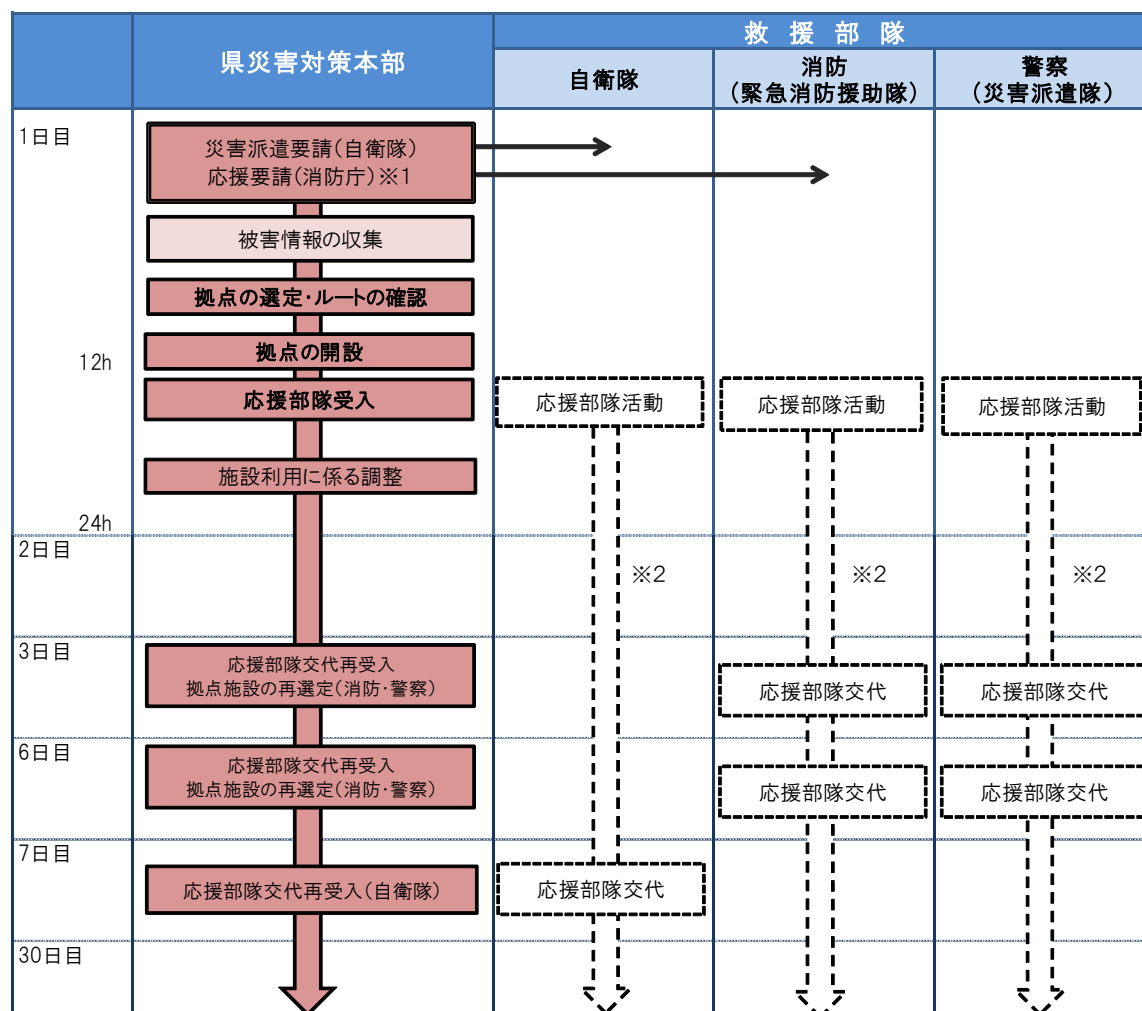 県災害対策本部
救援部隊
自衛隊
消防
（緊急消防援助隊）
警察
（災害派遣隊）
1日目
災害派遣要請(自衛隊)
応援要請(消防庁)※1
被害情報の収集
拠点の選定・ルートの確認
拠点の開設
12h
応援部隊受入
応援部隊活動
応援部隊活動
応援部隊活動
施設利用に係る調整
24h
2日目
※2
※2
※2
3日目
応援部隊交代再受入
拠点施設の再選定(消防・警察)
応援部隊交代
応援部隊交代
6日目
応援部隊交代再受入
拠点施設の再選定(消防・警察)
応援部隊交代
応援部隊交代
7日目
応援部隊交代再受入(自衛隊)
応援部隊交代
30日目